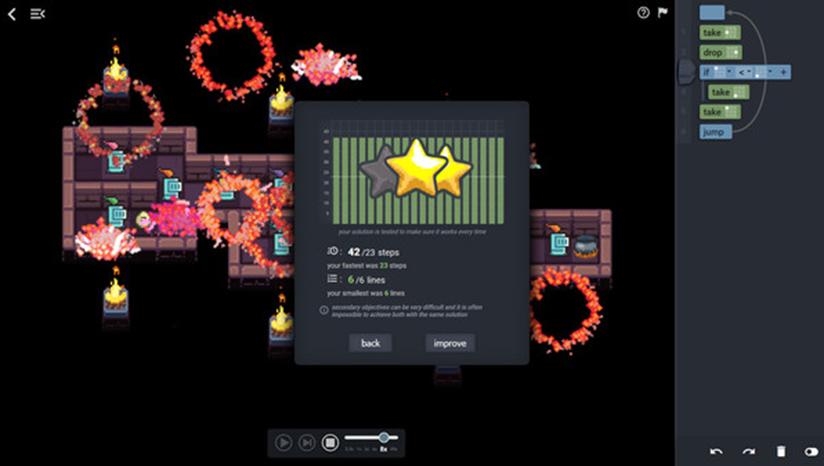 take
drop
if < +
take
take
jump
your solution is tested to make sure it works every time
: 42 /23 steps
your fastest was 23 steps
: 6 /6 lines
your smallest was 6 lines
secondary objectives can be very difficult and it is often
impossible to achieve both with the same solution
back improve
8x